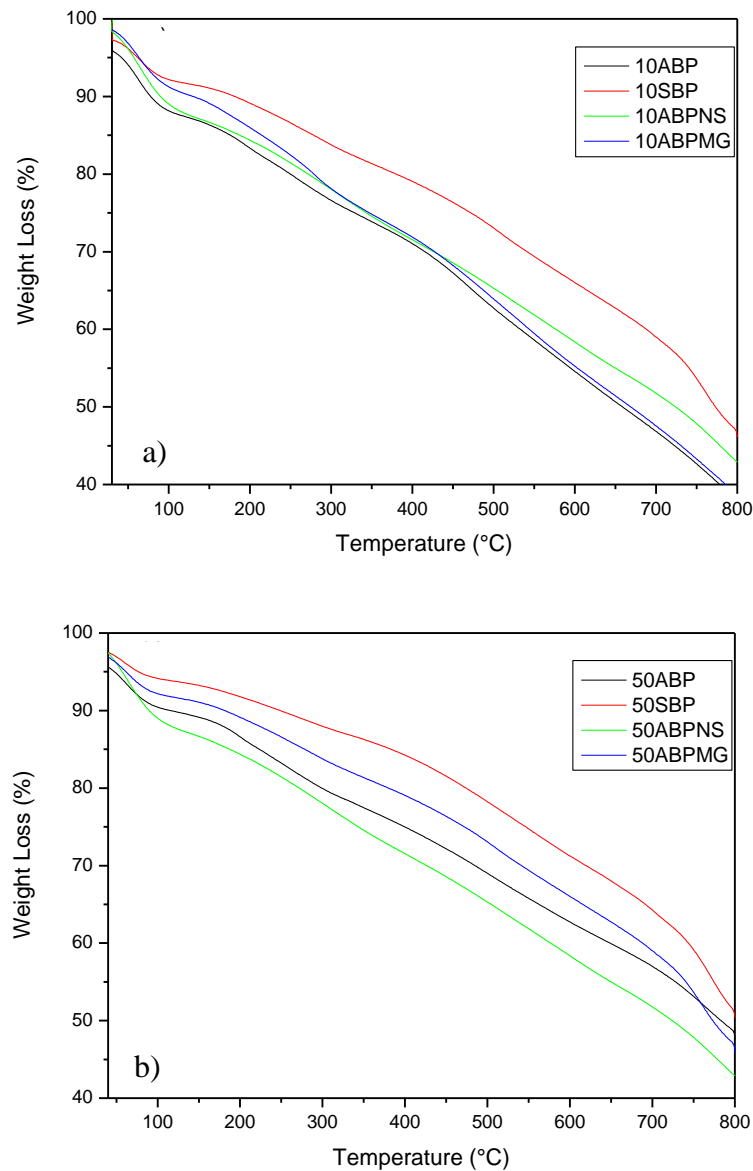 100
90
80
70
60
50
40
Weight Loss (%)
10ABP
10SBP
10ABPNS
10ABPMG
a)
100 200 300 400 500 600 700 800
Temperature (°C)
100
90
80
70
60
50
40
Weight Loss (%)
50ABP
50SBP
50ABPNS
50ABPMG
b)
100 200 300 400 500 600 700 800
Temperature (°C)